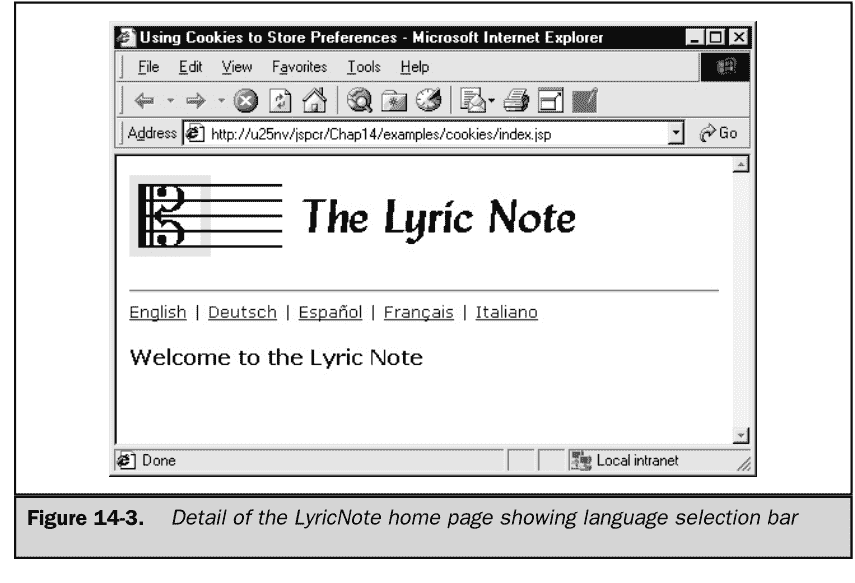 Using Cookies to Store Preferences - Microsoft Internet Explorer
File Edit View Favorites Tools Help
Address http://u25nv/jspcr/Chap14/examples/cookies/index.jsp Go
The Lyric Note
English | Deutsch | Español | Français | Italiano
Welcome to the Lyric Note
Done Local intranet
Figure 14-3. Detail of the LyricNote home page showing language selection bar